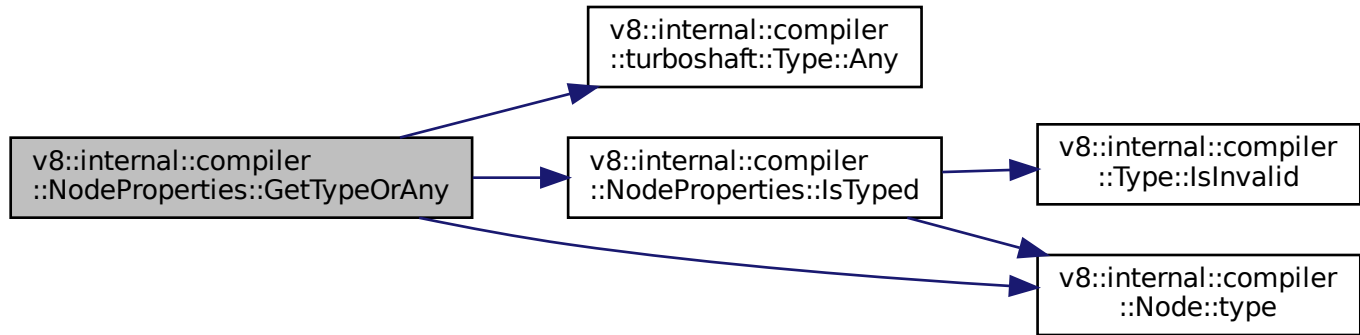 v8::internal::compiler
::turboshaft::Type::Any
v8::internal::compiler
::NodeProperties::GetTypeOrAny
v8::internal::compiler
::NodeProperties::IsTyped
v8::internal::compiler
::Type::IsInvalid
v8::internal::compiler
::Node::type